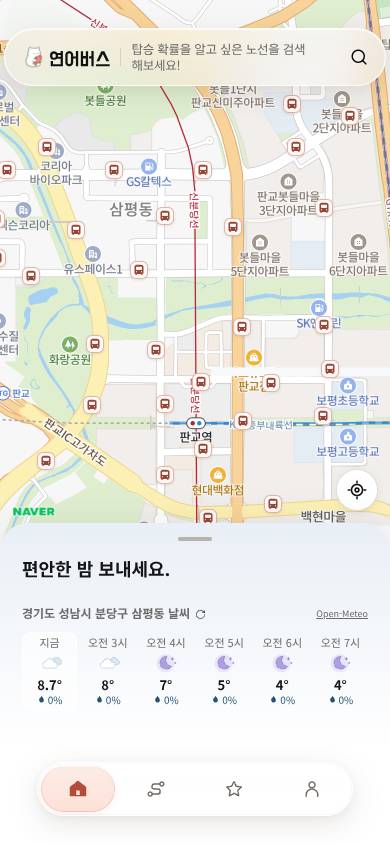 연어버스
탑승 확률을 알고 싶은 노선을 검색
해보세요!
봇들공원
봇들1단지
판교신미주아파트
2단지아파트
코리아
바이오파크
GS칼텍스
판교봇들마을
3단지아파트
삼평동
신분당선
봇들마을
5단지아파트
봇들마을
6단지아파트
유스페이스1
화랑공원
판교
보평초등학교
판교역
보평고등학교
판교IC고가차도
현대백화점
백현마을
NAVER
편안한 밤 보내세요.
경기도 성남시 분당구 삼평동 날씨
Open-Meteo
지금 오전 3시 오전 4시 오전 5시 오전 6시 오전 7시
8.7° 8° 7° 5° 4° 4°
0% 0% 0% 0% 0% 0%